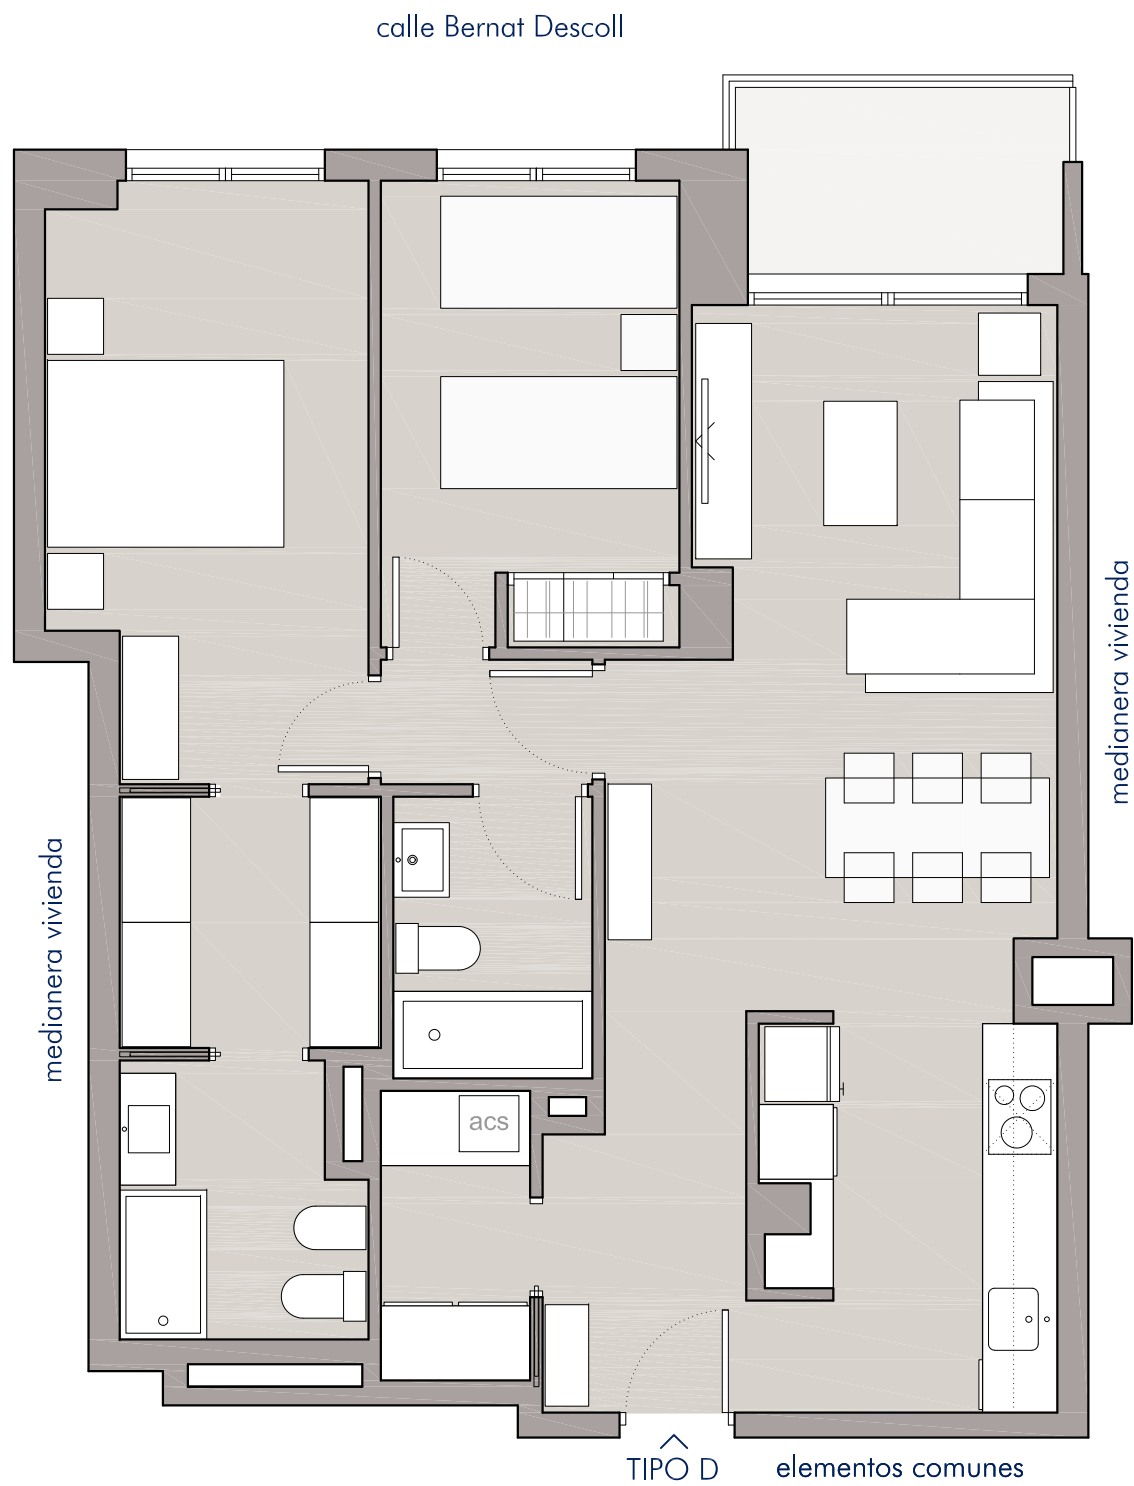 calle Bernat Descoll
medianera vivienda
medianera vivienda
acs
TIPO D
elementos comunes